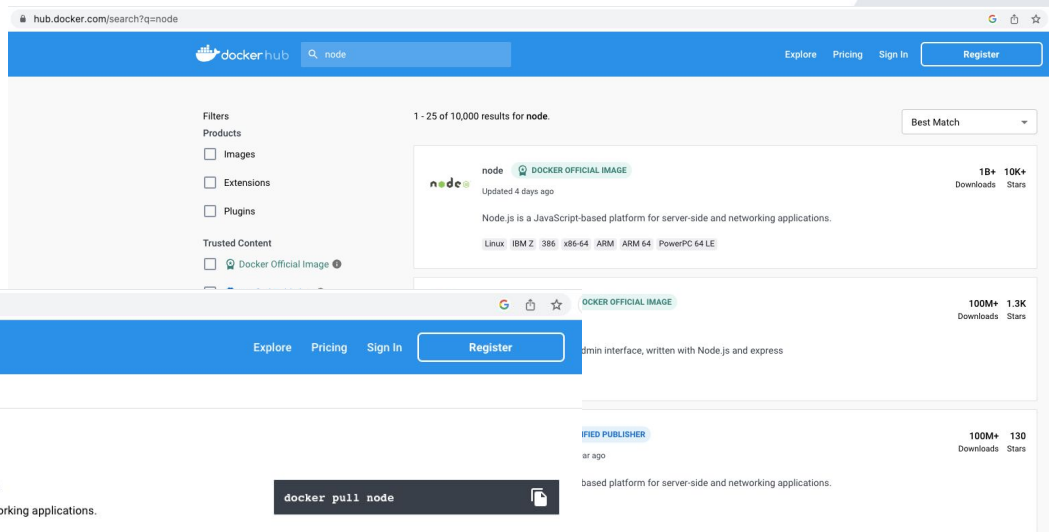 hub.docker.com/search?q=node
dockerhub
node
Explore Pricing Sign In Register
Filters
Products
Images
Extensions
Plugins
Trusted Content
Docker Official Image
1 - 25 of 10,000 results for node.
Best Match
node
node DOCKER OFFICIAL IMAGE
Updated 4 days ago
Node.js is a JavaScript-based platform for server-side and networking applications.
Linux IBM Z 386 x86-64 ARM ARM 64 PowerPC 64 LE
1B+ 10K+
Downloads Stars
OCKER OFFICIAL IMAGE
100M+ 1.3K
Downloads Stars
dmin interface, written with Node.js and express
IFIED PUBLISHER
ar ago
100M+ 130
Downloads Stars
based platform for server-side and networking applications.
Explore Pricing Sign In Register
docker pull node
orking applications.